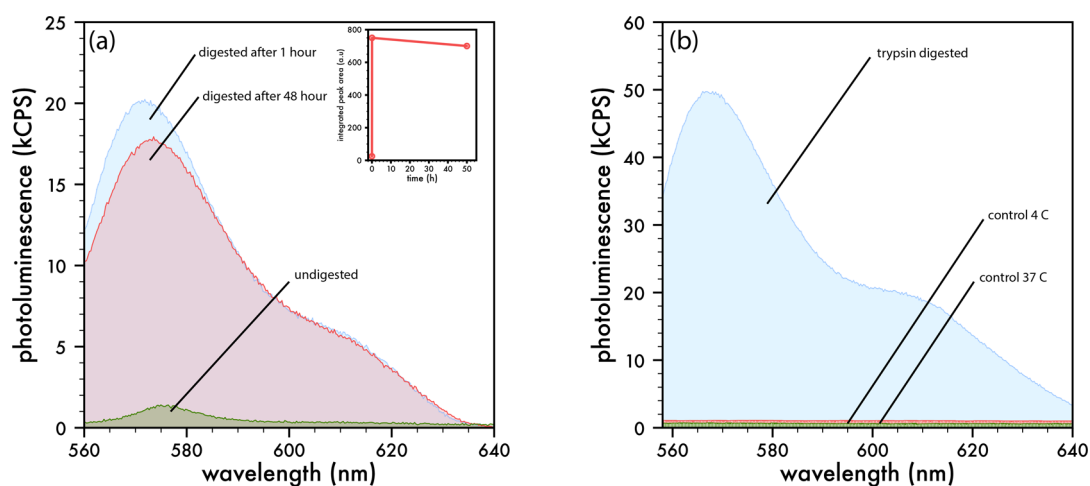 (a)
digested after 1 hour
digested after 48 hour
undigested
photoluminescence (kCPS)
25
20
15
10
5
0
560
580
600
620
640
wavelength (nm)
integrated peak area (a.u)
800
600
400
200
0
0 10 20 30 40 50
time (h)
(b)
trypsin digested
control 4 C
control 37 C
photoluminescence (kCPS)
60
50
40
30
20
10
0
560
580
600
620
640
wavelength (nm)